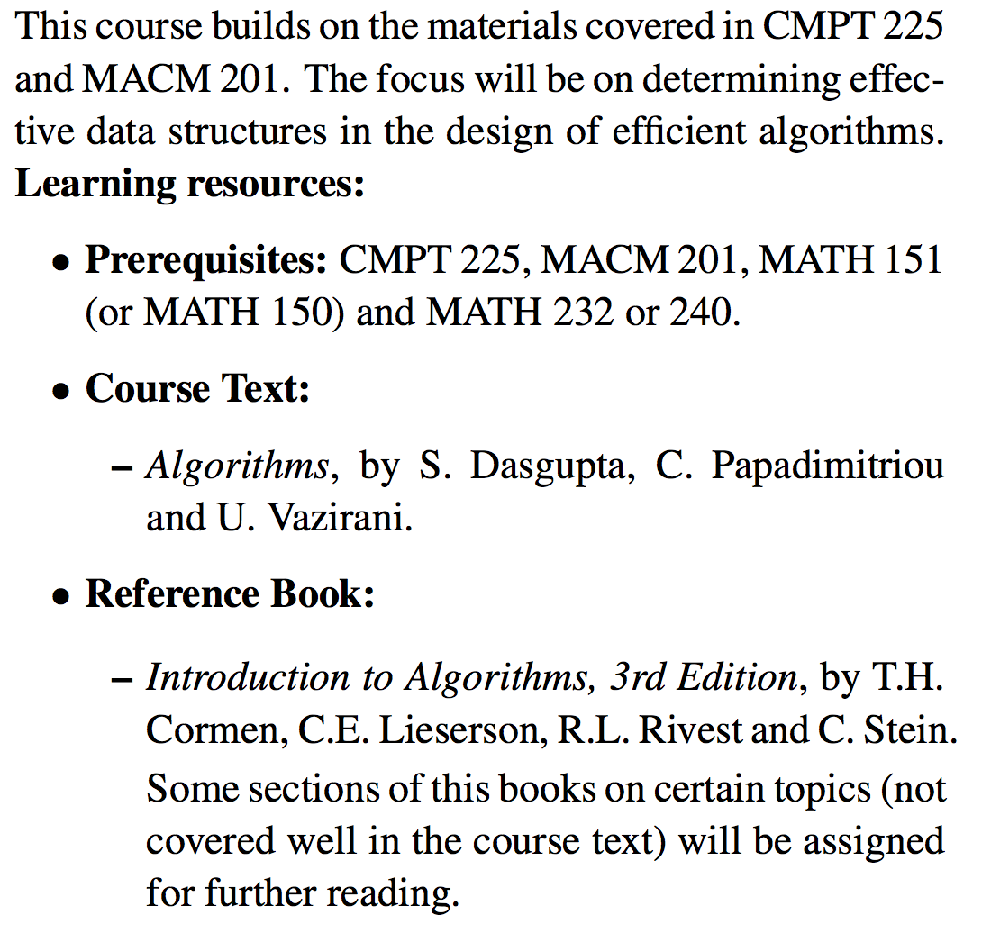 This course builds on the materials covered in CMPT 225
and MACM 201. The focus will be on determining effec-
tive data structures in the design of efficient algorithms.
Learning resources:
• Prerequisites: CMPT 225, MACM 201, MATH 151
(or MATH 150) and MATH 232 or 240.
• Course Text:
– Algorithms, by S. Dasgupta, C. Papadimitriou
and U. Vazirani.
• Reference Book:
– Introduction to Algorithms, 3rd Edition, by T.H.
Cormen, C.E. Lieserson, R.L. Rivest and C. Stein.
Some sections of this books on certain topics (not
covered well in the course text) will be assigned
for further reading.